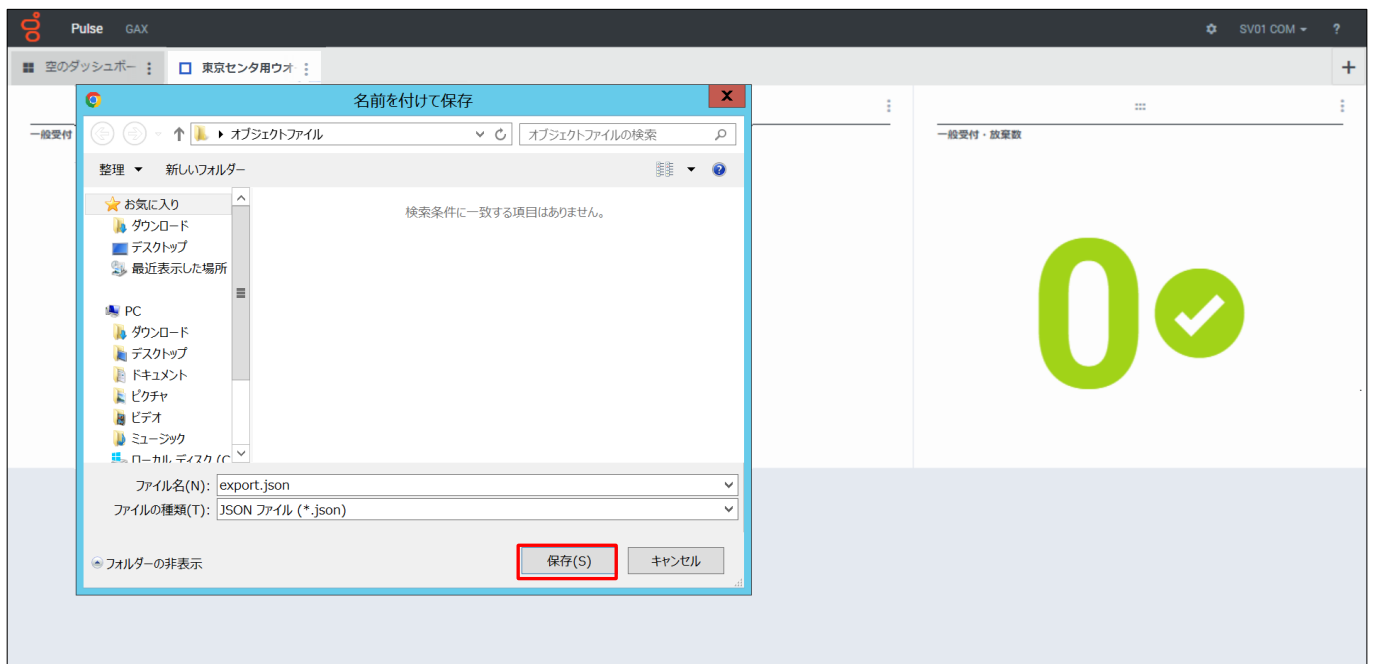 Pulse GAX SV01 COM ?
空のダッシュボー 東京センタ用ウオ
名前を付けて保存
一般受付
オブジェクトファイル オブジェクトファイルの検索
一般受付・放棄数
整理 新しいフォルダー
お気に入り
ダウンロード
デスクトップ
最近表示した場所
検索条件に一致する項目はありません。
PC
ダウンロード
デスクトップ
ドキュメント
ピクチャ
ビデオ
ミュージック
ローカル ディスク (C
0
ファイル名(N): export.json
ファイルの種類(T): JSON ファイル (*.json)
フォルダーの非表示 保存(S) キャンセル